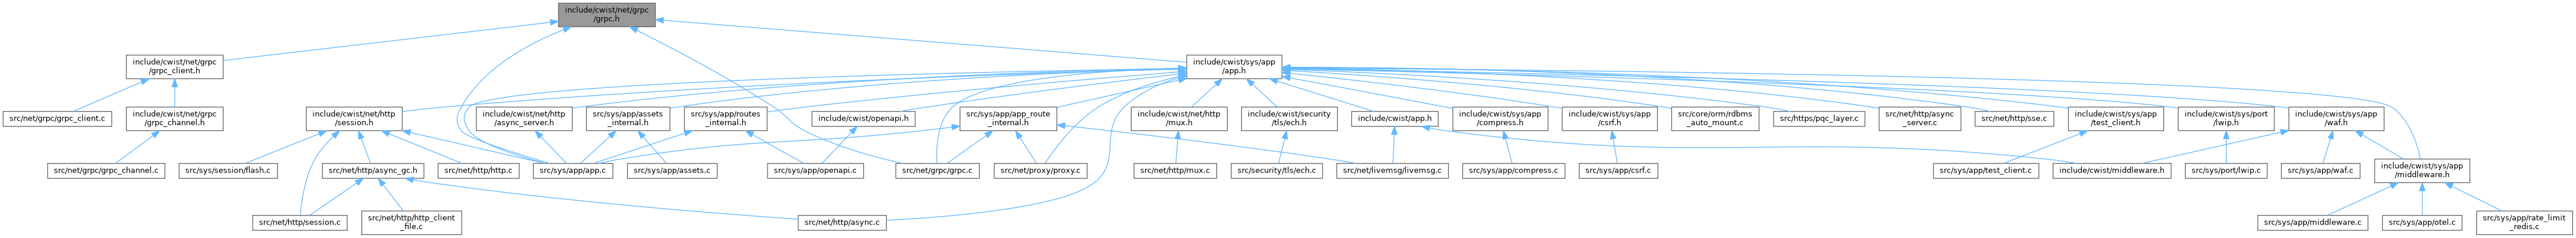 include/cwist/net/grpc
/grpc.h
include/cwist/net/grpc
/grpc_client.h
include/cwist/sys/app
/app.h
src/net/grpc/grpc_client.c
include/cwist/net/grpc
/grpc_channel.h
include/cwist/net/http
/session.h
include/cwist/net/http
/async_server.h
src/sys/app/assets
_internal.h
src/sys/app/routes
_internal.h
include/cwist/openapi.h
src/sys/app/app_route
_internal.h
include/cwist/net/http
/mux.h
include/cwist/security
/tls/ech.h
include/cwist/app.h
include/cwist/sys/app
/compress.h
include/cwist/sys/app
/csrf.h
src/core/orm/rdbms
_auto_mount.c
src/https/pqc_layer.c
src/net/http/async
_server.c
src/net/http/sse.c
include/cwist/sys/app
/test_client.h
include/cwist/sys/port
/lwip.h
include/cwist/sys/app
/waf.h
src/net/grpc/grpc_channel.c
src/sys/session/flash.c
src/net/http/async_gc.h
src/net/http/http.c
src/sys/app/app.c
src/sys/app/assets.c
src/sys/app/openapi.c
src/net/grpc/grpc.c
src/net/proxy/proxy.c
src/net/http/mux.c
src/security/tls/ech.c
src/net/livemsg/livemsg.c
src/sys/app/compress.c
src/sys/app/csrf.c
src/sys/app/test_client.c
include/cwist/middleware.h
src/sys/port/lwip.c
src/sys/app/waf.c
include/cwist/sys/app
/middleware.h
src/net/http/session.c
src/net/http/http_client
_file.c
src/net/http/async.c
src/sys/app/middleware.c
src/sys/app/otel.c
src/sys/app/rate_limit
_redis.c